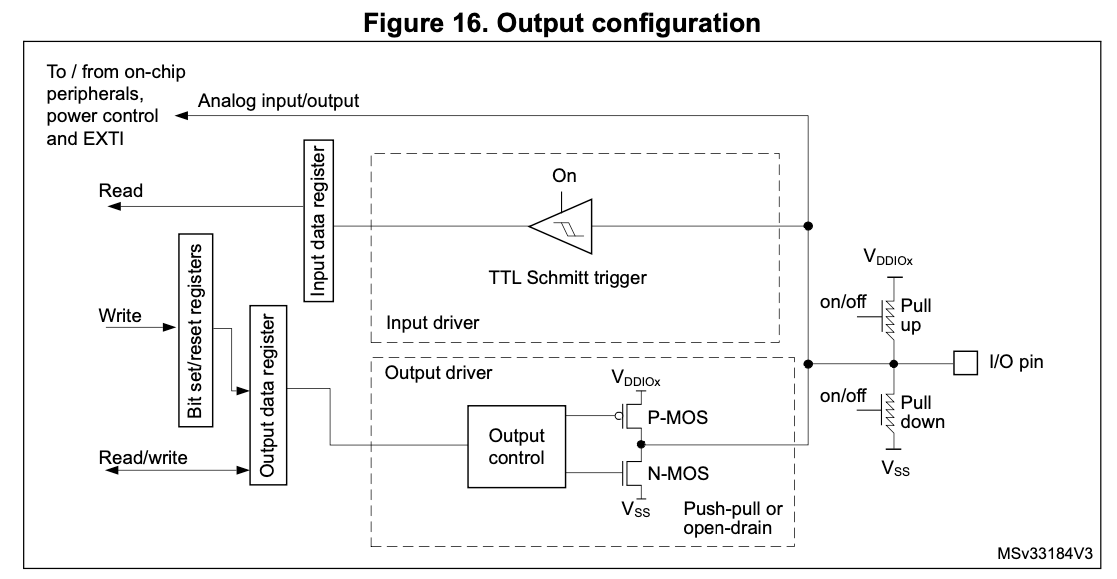 Figure 16. Output configuration
To / from on-chip
peripherals,
power control
and EXTI
Analog input/output
Read
Input data register
On
TTL Schmitt trigger
Input driver
Write
Bit set/reset registers
Read/write
Output data register
Output driver
Output
control
VDDIOx
P-MOS
N-MOS
VSS
Push-pull or
open-drain
VDDIOx
on/off
Pull
up
I/O pin
on/off
Pull
down
VSS
MSv33184V3